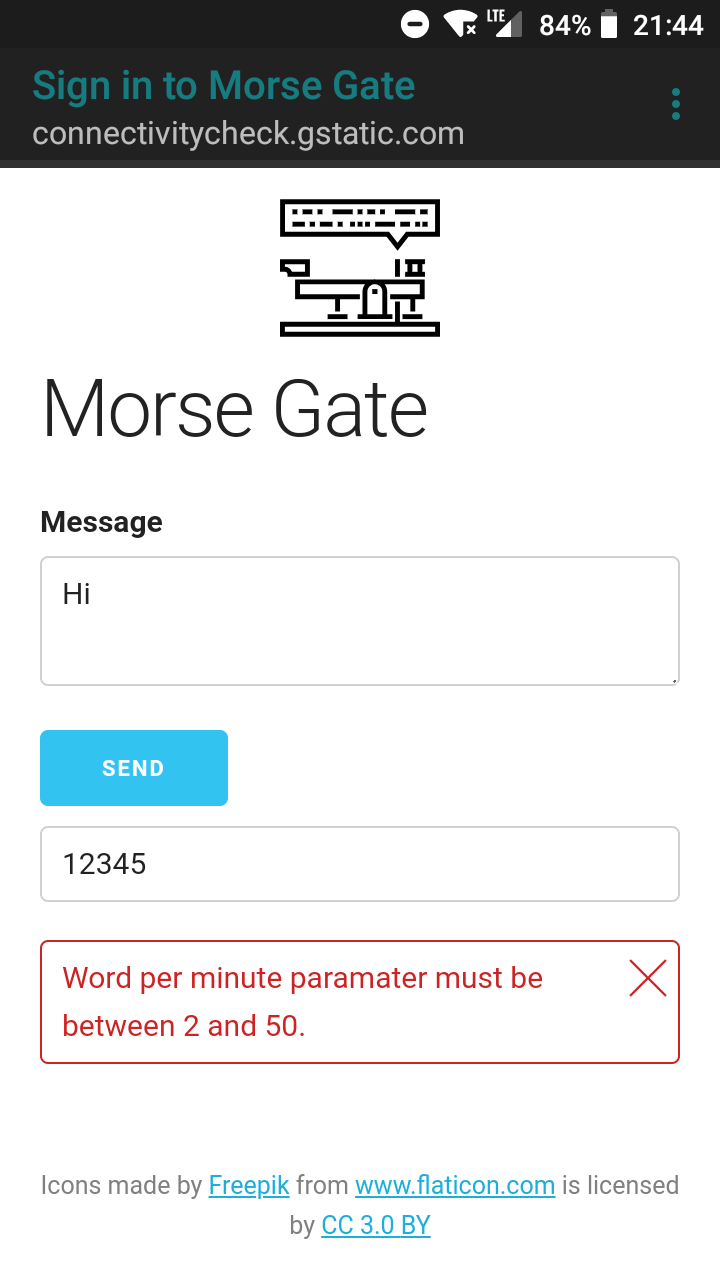 LTE 84% 21:44
Sign in to Morse Gate
connectivitycheck.gstatic.com
Morse Gate
Message
Hi
SEND
12345
Word per minute paramater must be
between 2 and 50.
Icons made by Freepik from www.flaticon.com is licensed
by CC 3.0 BY